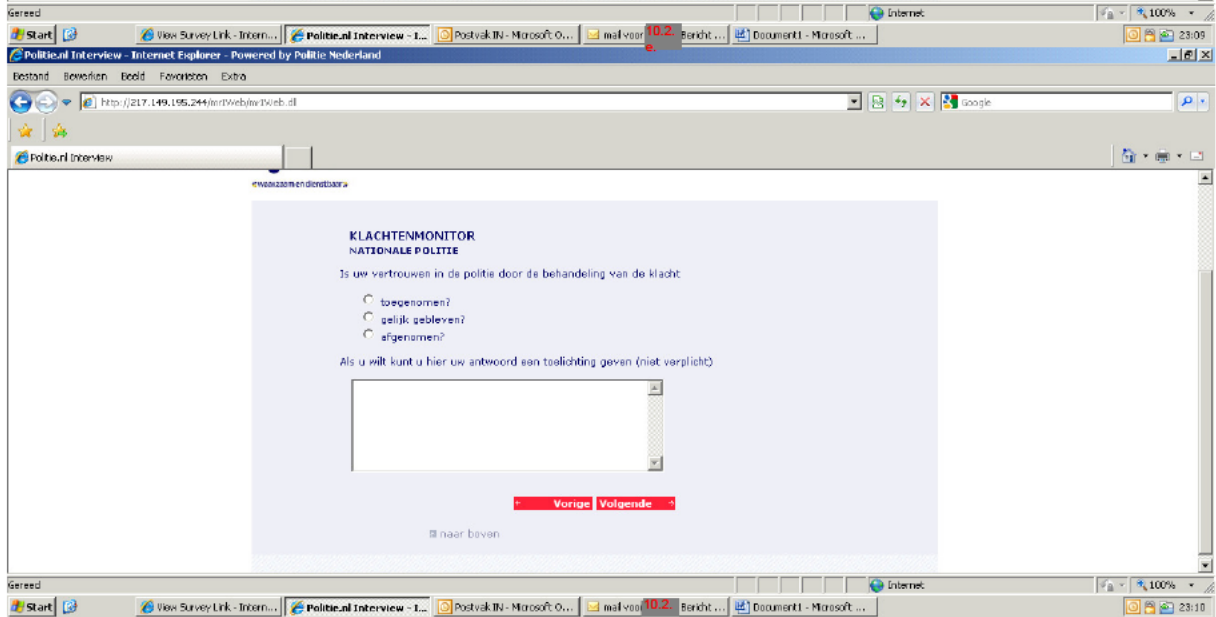 Gereed
Internet
100%
Start
View Survey Link - Intern...
Politie.nl Interview - I...
Postvak IN - Microsoft O...
mail voor
10.2.
e.
Bericht ...
Document1 - Microsoft ...
23:09
Politie.nl Interview - Internet Explorer - Powered by Politie Nederland
Bestand Bewerken Beeld Favorieten Extra
http://217.149.195.244/mrIWeb/mrIWeb.dll
Google
Politie.nl Interview
«waakzaam en dienstbaar»
KLACHTENMONITOR
NATIONALE POLITIE
Is uw vertrouwen in de politie door de behandeling van de klacht
toegenomen?
gelijk gebleven?
afgenomen?
Als u wilt kunt u hier uw antwoord een toelichting geven (niet verplicht)
Vorige Volgende
naar boven
Gereed
Internet
100%
Start
View Survey Link - Intern...
Politie.nl Interview - I...
Postvak IN - Microsoft O...
mail voor
10.2.
Bericht ...
Document1 - Microsoft ...
23:10